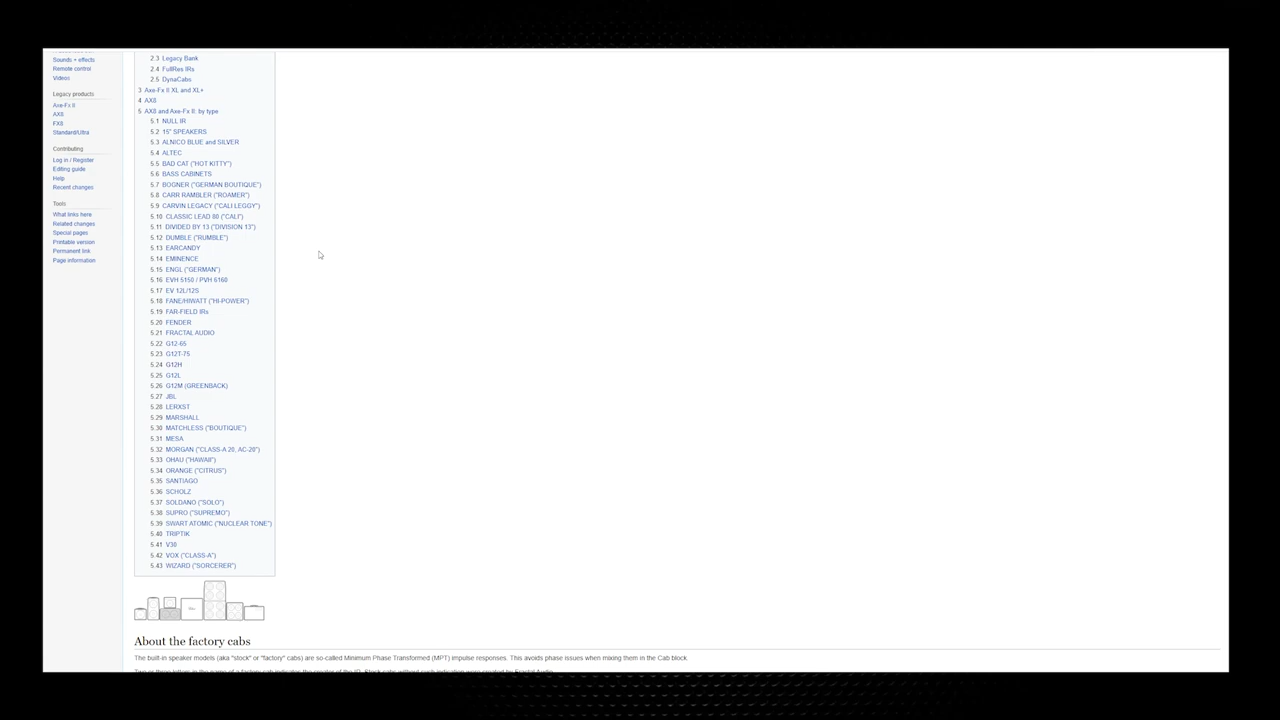 Sounds + effects
Remote control
Videos
Legacy products
Axe-Fx II
AX8
FX8
Standard/Ultra
Contributing
Log in / Register
Editing guide
Help
Recent changes
Tools
What links here
Related changes
Special pages
Printable version
Permanent link
Page information
2.3 Legacy Bank
2.4 FullRes IRs
2.5 DynaCabs
3 Axe-Fx II XL and XL+
4 AX8
5 AX8 and Axe-Fx II: by type
5.1 NULL IR
5.2 15" SPEAKERS
5.3 ALNICO BLUE and SILVER
5.4 ALTEC
5.5 BAD CAT ("HOT KITTY")
5.6 BASS CABINETS
5.7 BOGNER ("GERMAN BOUTIQUE")
5.8 CARR RAMBLER ("ROAMER")
5.9 CARVIN LEGACY ("CALI LEGGY")
5.10 CLASSIC LEAD 80 ("CALI")
5.11 DIVIDED BY 13 ("DIVISION 13")
5.12 DUMBLE ("RUMBLE")
5.13 EARCANDY
5.14 EMINENCE
5.15 ENGL ("GERMAN")
5.16 EVH 5150 / PVH 6160
5.17 EV 12L/12S
5.18 FANE/HIWATT ("HI-POWER")
5.19 FAR-FIELD IRs
5.20 FENDER
5.21 FRACTAL AUDIO
5.22 G12-65
5.23 G12T-75
5.24 G12H
5.25 G12L
5.26 G12M (GREENBACK)
5.27 JBL
5.28 LERXST
5.29 MARSHALL
5.30 MATCHLESS ("BOUTIQUE")
5.31 MESA
5.32 MORGAN ("CLASS-A 20, AC-20")
5.33 OHAU ("HAWAII")
5.34 ORANGE ("CITRUS")
5.35 SANTIAGO
5.36 SCHOLZ
5.37 SOLDANO ("SOLO")
5.38 SUPRO ("SUPREMO")
5.39 SWART ATOMIC ("NUCLEAR TONE")
5.40 TRIPTIK
5.41 V30
5.42 VOX ("CLASS-A")
5.43 WIZARD ("SORCERER")
About the factory cabs
The built-in speaker models (aka "stock" or "factory" cabs) are so-called Minimum Phase Transformed (MPT) impulse responses. This avoids phase issues when mixing them in the Cab block.